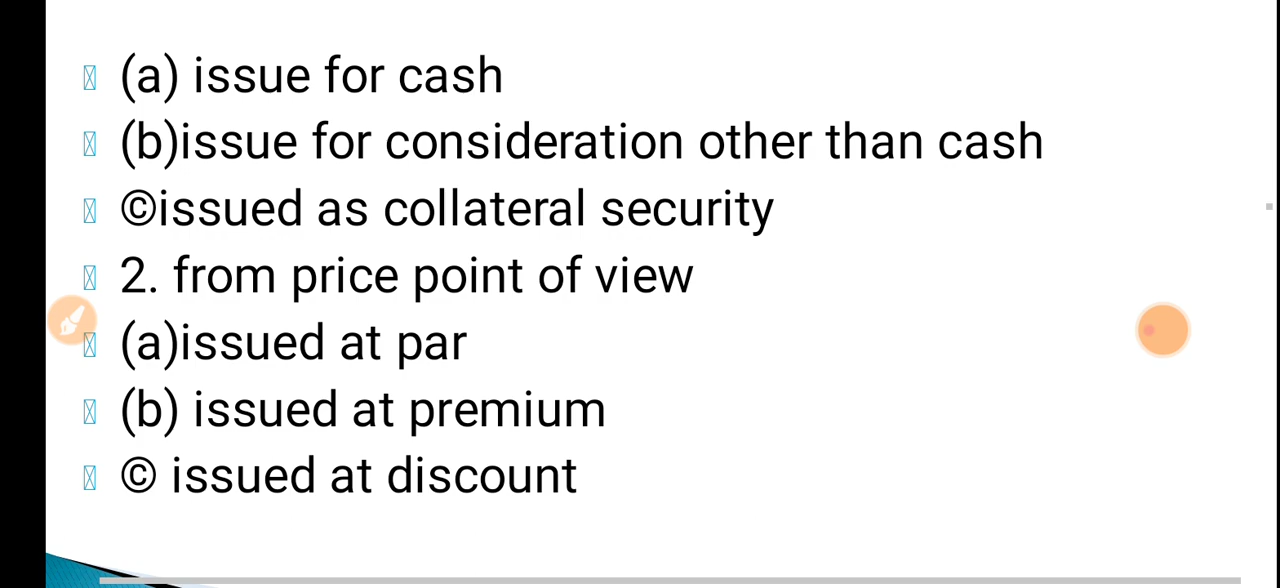 (a) issue for cash
(b)issue for consideration other than cash
©issued as collateral security
2. from price point of view
(a)issued at par
(b) issued at premium
© issued at discount